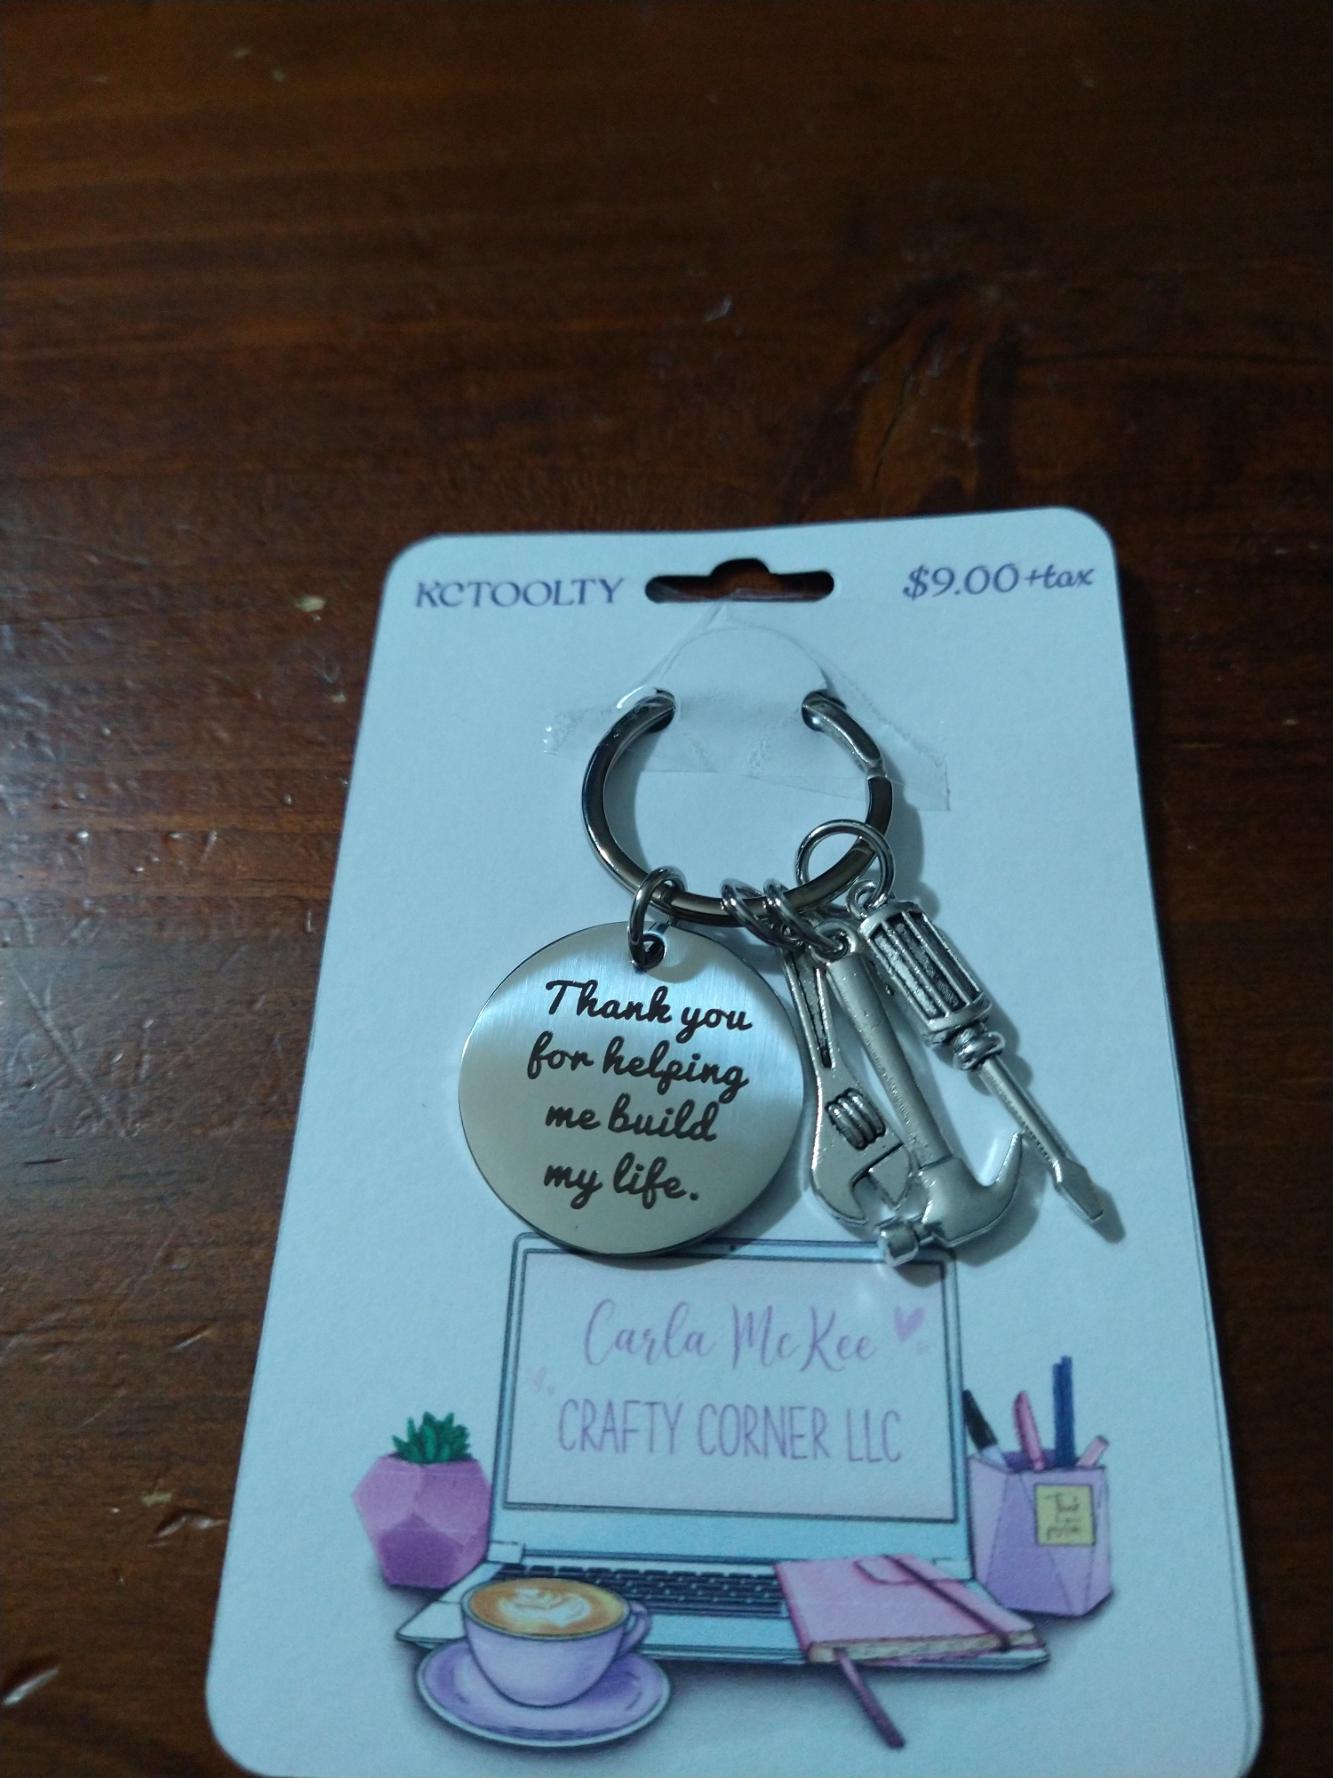 KCTOOLTY
$9.00+tax
Thank you
for helping
me build
my life.
Carla McKee
CRAFTY CORNER LLC